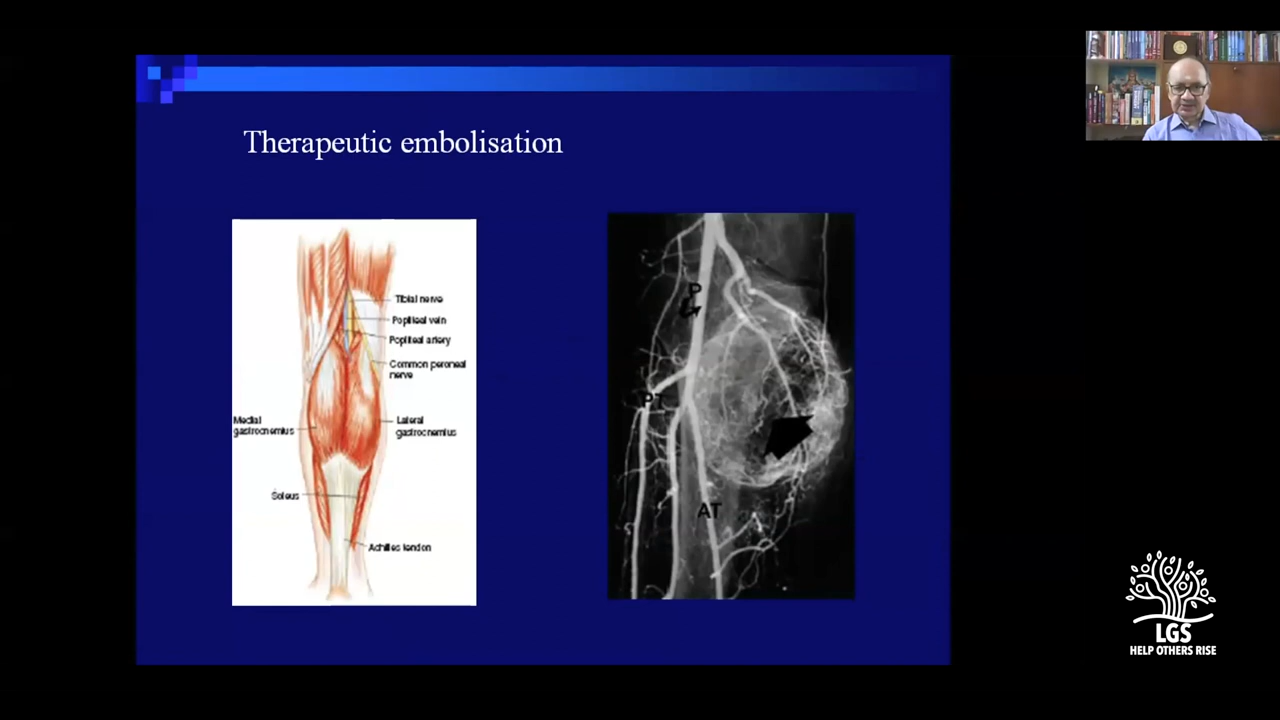 Therapeutic embolisation
Tibial nerve
Popliteal vein
Popliteal artery
Common peroneal
nerve
Medial
gastrocnemius
Lateral
gastrocnemius
Soleus
Achilles tendon
P
PT
AT
LGS
HELP OTHERS RISE